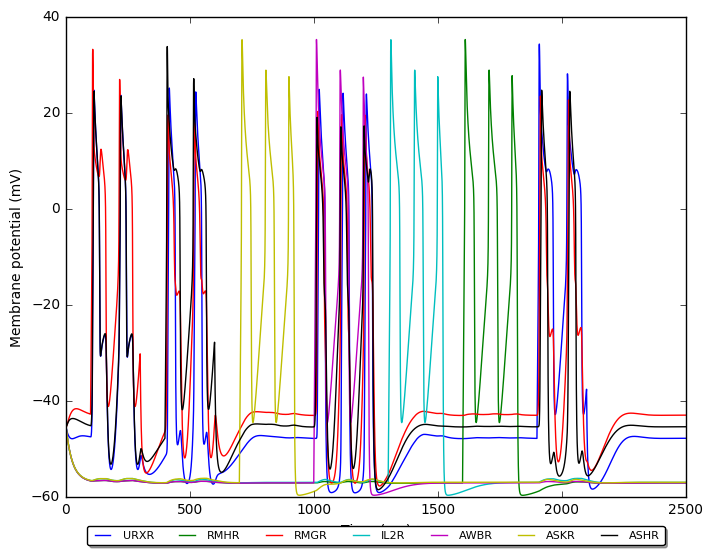 40
20
0
−20
−40
−60
Membrane potential (mV)
0
500
1000
1500
2000
2500
URXR
RMHR
RMGR
IL2R
AWBR
ASKR
ASHR